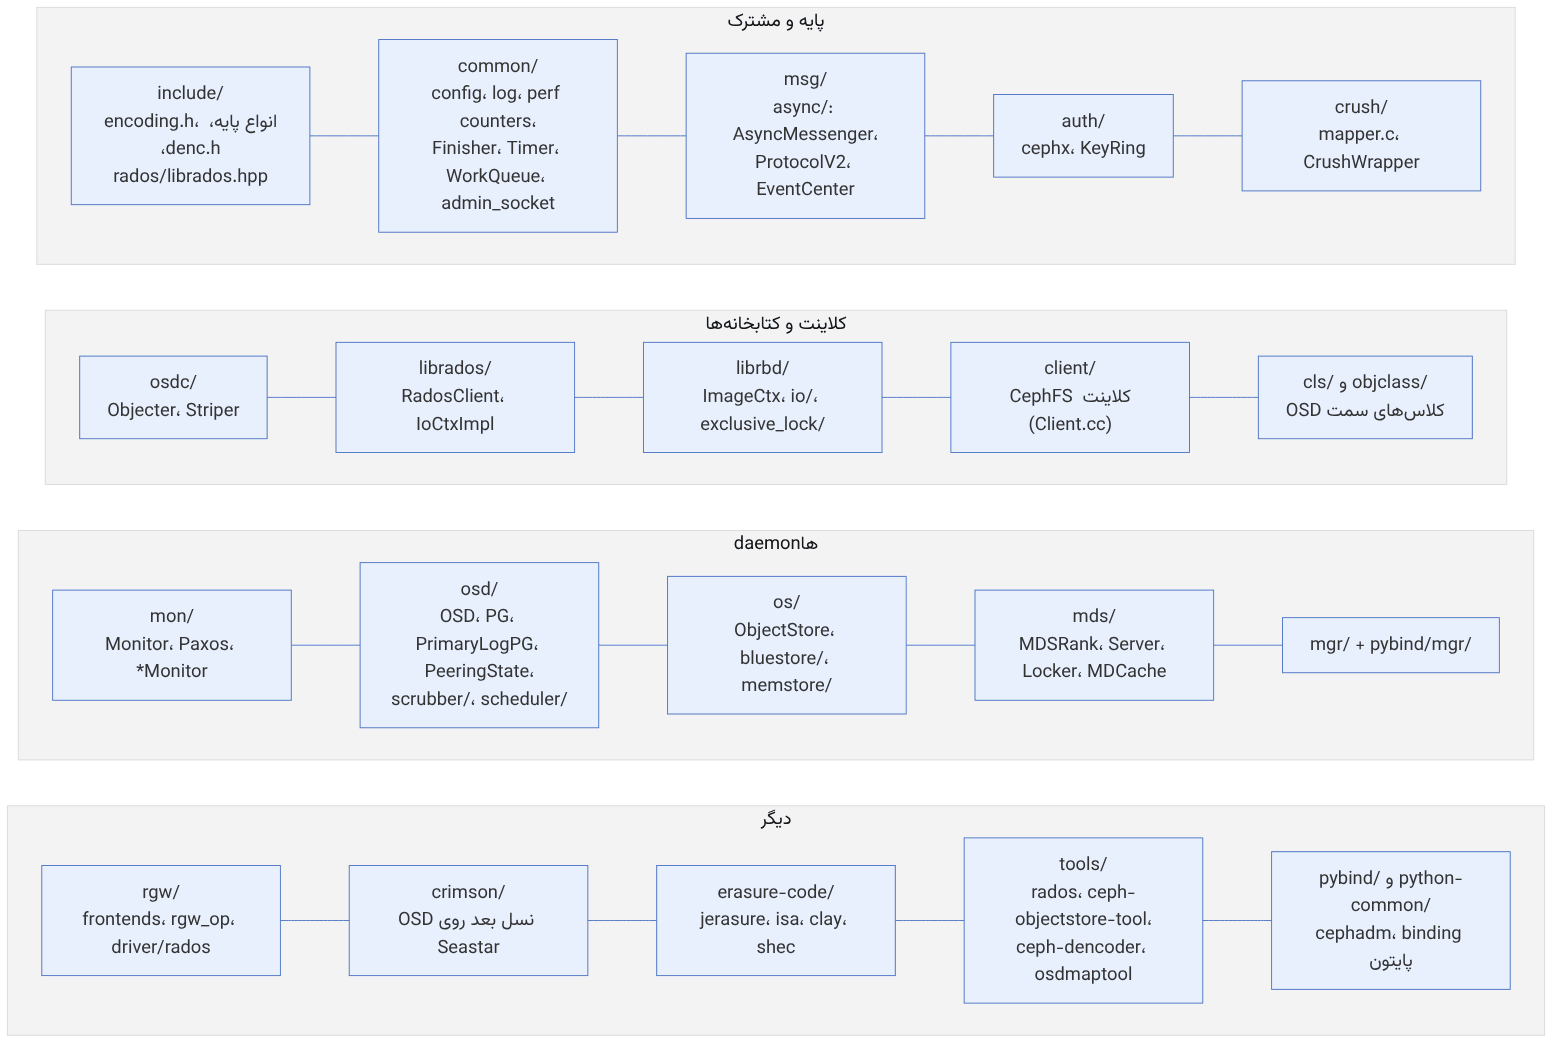 پایه و مشترک
include/
encoding.h، انواع پایه،
denc.h،
rados/librados.hpp
common/
config، log، perf
counters،
Finisher، Timer،
WorkQueue،
admin_socket
msg/
async/:
AsyncMessenger،
ProtocolV2،
EventCenter
auth/
cephx، KeyRing
crush/
mapper.c،
CrushWrapper
کلاینت و کتابخانه‌ها
osdc/
Objecter، Striper
librados/
RadosClient،
IoCtxImpl
librbd/
ImageCtx، io/،
exclusive_lock/
client/
کلاینت CephFS
(Client.cc)
cls/ و objclass/
کلاس‌های سمت OSD
daemonها
mon/
Monitor، Paxos،
*Monitor
osd/
OSD، PG،
PrimaryLogPG،
PeeringState،
scrubber/، scheduler/
os/
ObjectStore،
bluestore/،
memstore/
mds/
MDSRank، Server،
Locker، MDCache
mgr/ + pybind/mgr/
دیگر
rgw/
frontends، rgw_op،
driver/rados
crimson/
نسل بعد روی OSD
Seastar
erasure-code/
jerasure، isa، clay،
shec
tools/
rados، ceph-
objectstore-tool،
ceph-dencoder،
osdmaptool
pybind/ و python-
common/
cephadm، binding
پایتون